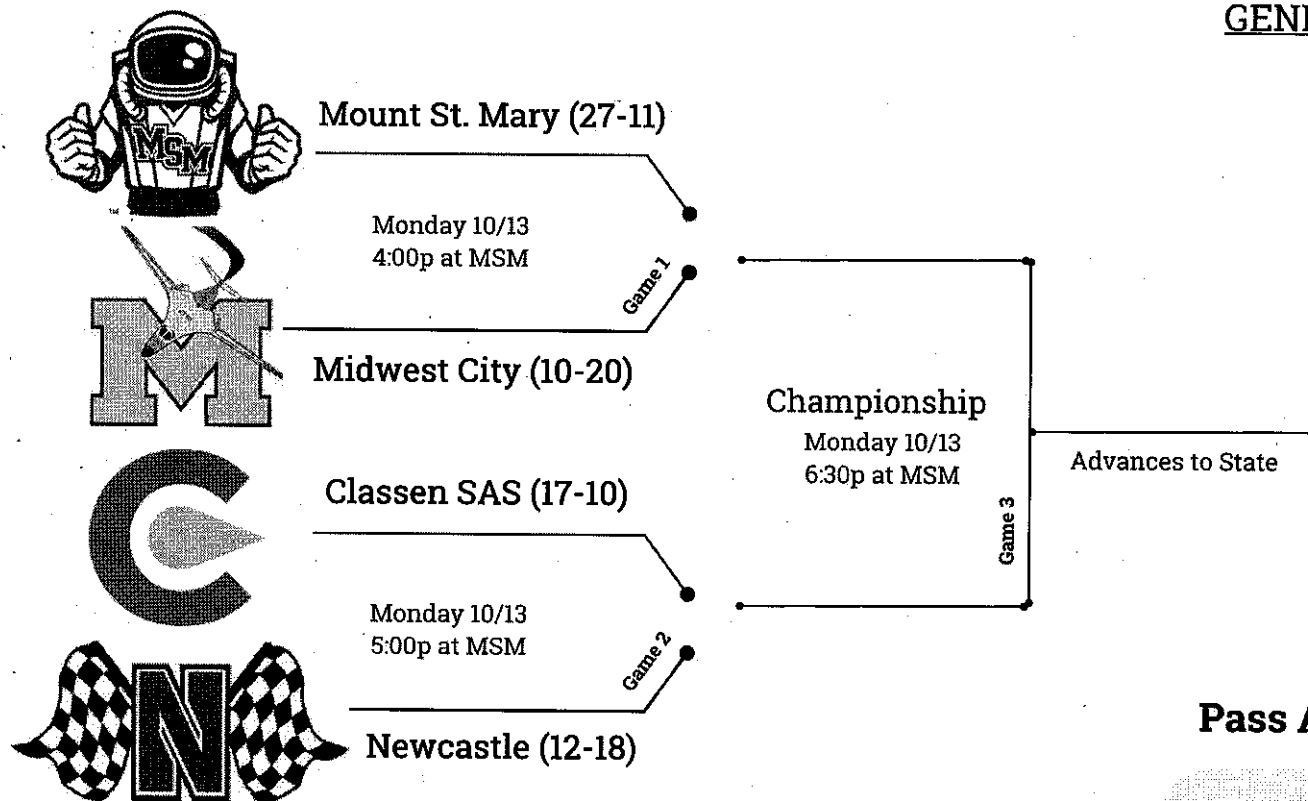 GEN
Mount St. Mary (27-11)
MSM
Monday 10/13
4:00p at MSM
Game 1
M
Midwest City (10-20)
Championship
Monday 10/13
6:30p at MSM
Game 3
Advances to State
C
Classen SAS (17-10)
Monday 10/13
5:00p at MSM
Game 2
N
Newcastle (12-18)
Pass